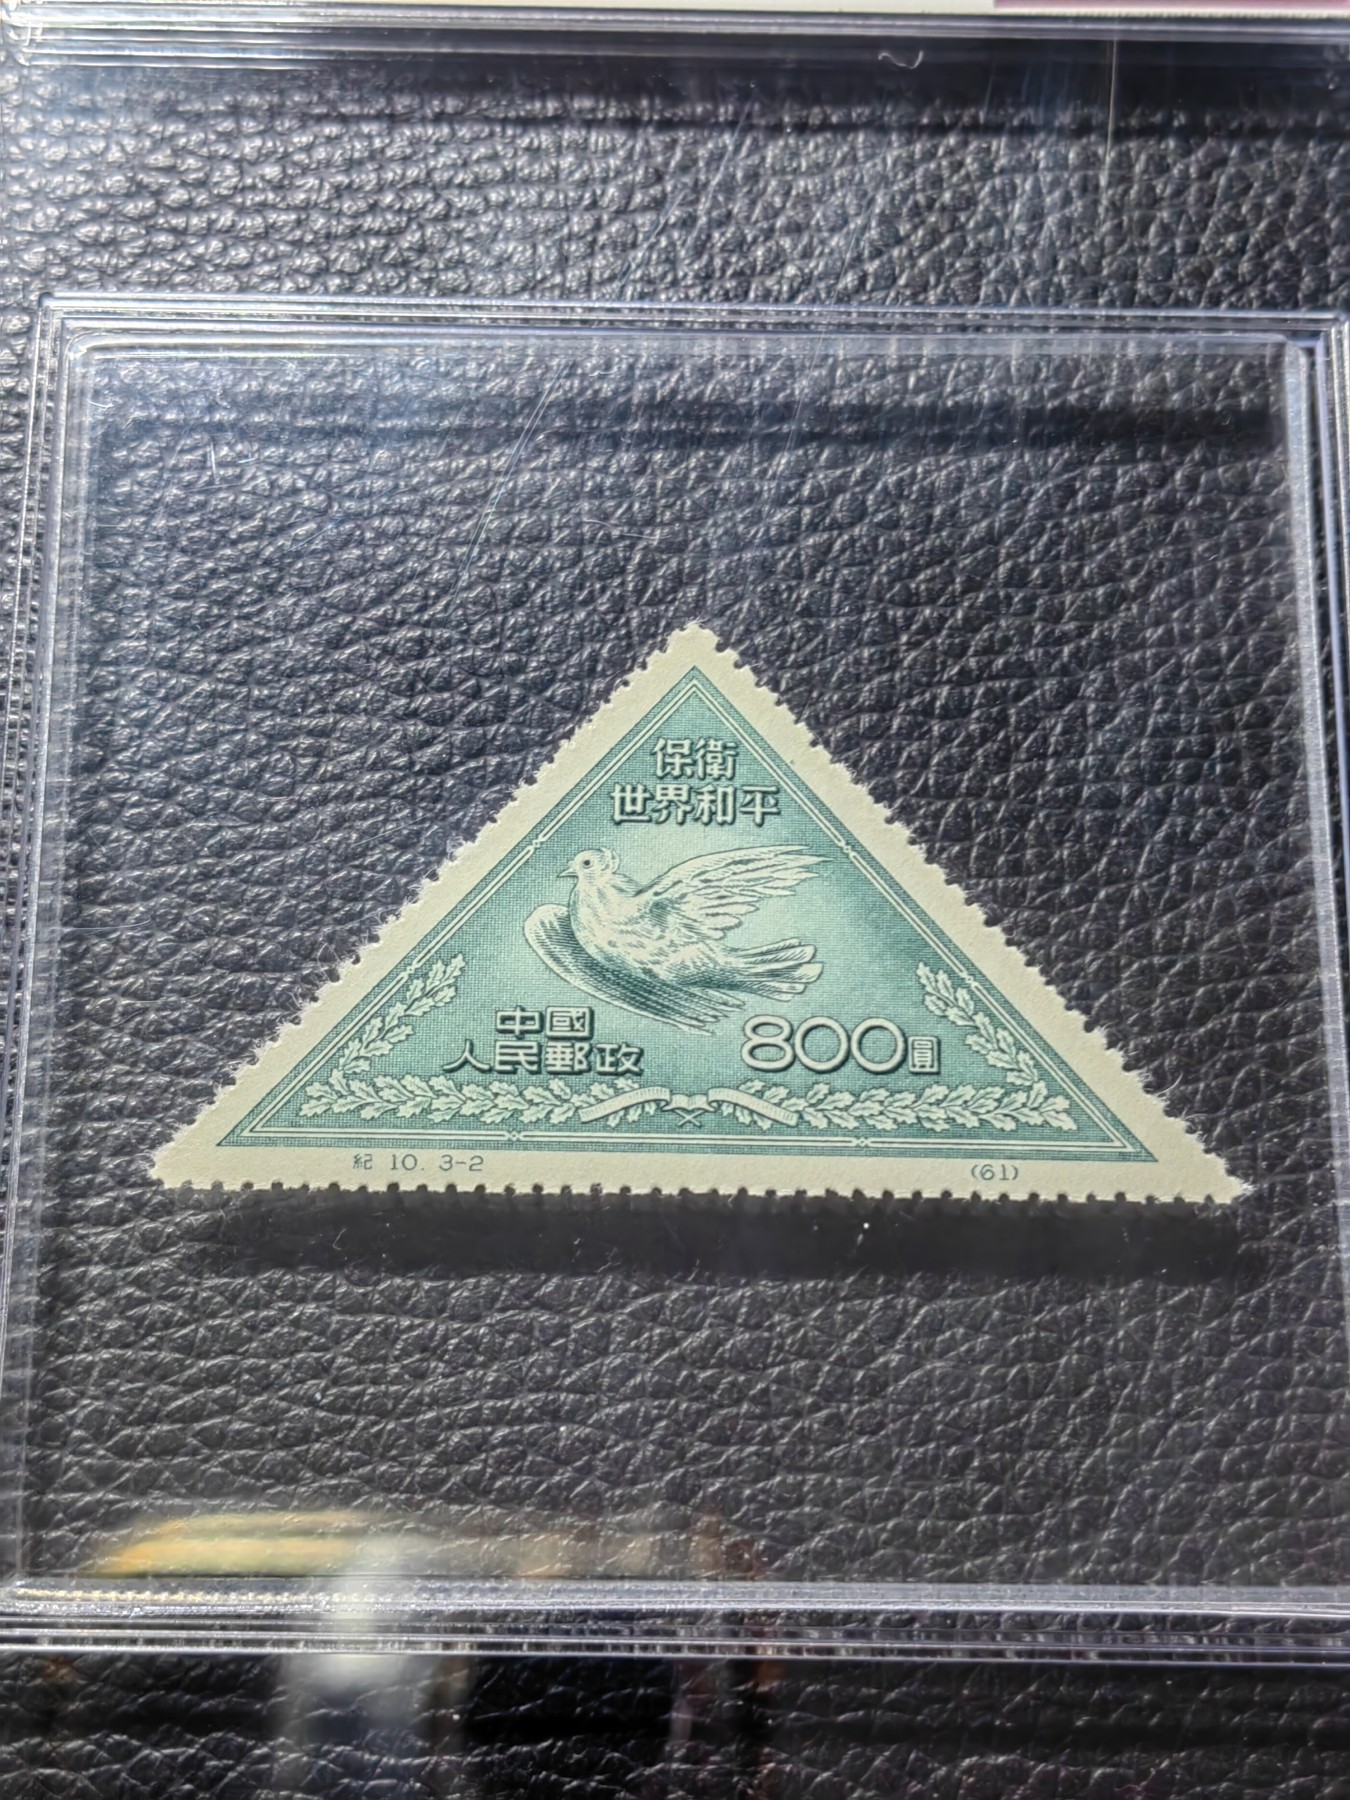 保衛
世界和平
中國
人民郵政
800圓
紀 10. 3-2
(61)